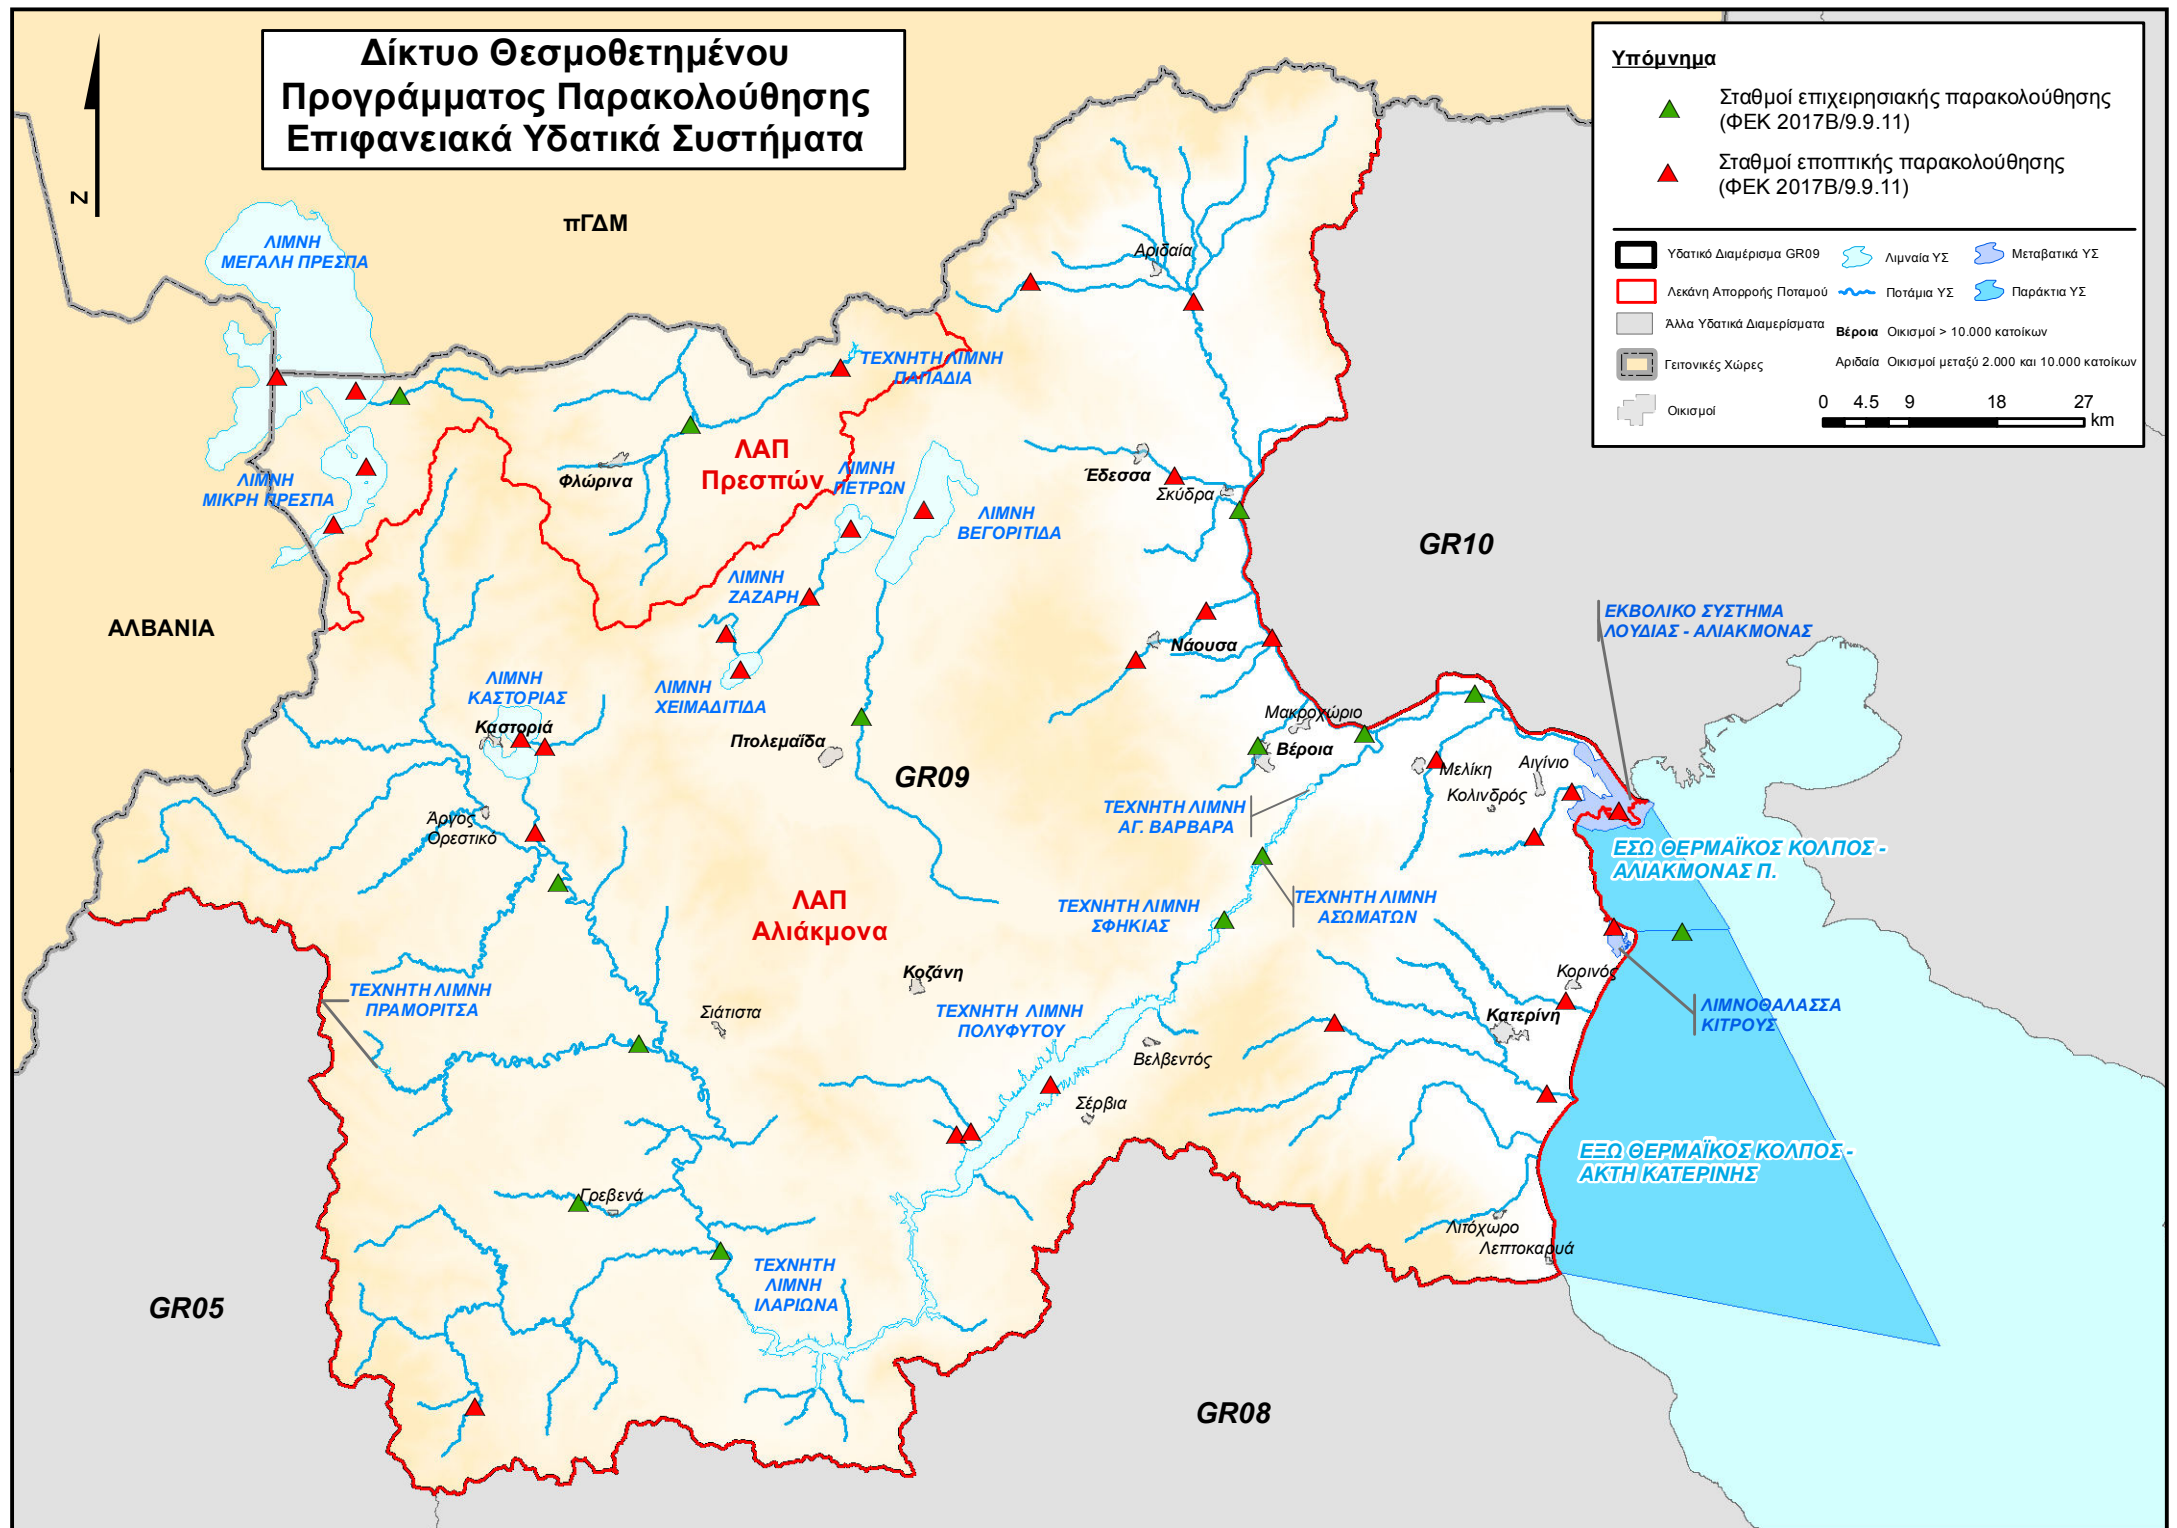 Δίκτυο Θεσμοθετημένου
Προγράμματος Παρακολούθησης
Επιφανειακά Υδατικά Συστήματα
Z
Υπόμνημα
Σταθμοί επιχειρησιακής παρακολούθησης
(ΦΕΚ 2017Β/9.9.11)
Σταθμοί εποπτικής παρακολούθησης
(ΦΕΚ 2017Β/9.9.11)
Υδατικό Διαμέρισμα GR09
Λιμναία ΥΣ
Μεταβατικά ΥΣ
Λεκάνη Απορροής Ποταμού
Ποτάμια ΥΣ
Παράκτια ΥΣ
Άλλα Υδατικά Διαμερίσματα
Βέροια Οικισμοί > 10.000 κατοίκων
Γειτονικές Χώρες
Αριδαία Οικισμοί μεταξύ 2.000 και 10.000 κατοίκων
Οικισμοί
0 4.5 9 18 27
km
πΓΔΜ
ΛΙΜΝΗ
ΜΕΓΑΛΗ ΠΡΕΣΠΑ
Αριδαία
ΤΕΧΝΗΤΗ ΛΙΜΝΗ
ΠΑΠΑΔΙΑ
ΛΑΠ
Πρεσπών
Φλώρινα
ΛΙΜΝΗ
ΜΙΚΡΗ ΠΡΕΣΠΑ
ΛΙΜΝΗ
ΠΕΤΡΩΝ
ΛΙΜΝΗ
ΒΕΓΟΡΙΤΙΔΑ
Έδεσσα
Σκύδρα
GR10
ΛΙΜΝΗ
ΖΑΖΑΡΗ
ΑΛΒΑΝΙΑ
ΕΚΒΟΛΙΚΟ ΣΥΣΤΗΜΑ
ΛΟΥΔΙΑΣ - ΑΛΙΑΚΜΟΝΑΣ
Νάουσα
ΛΙΜΝΗ
ΚΑΣΤΟΡΙΑΣ
Καστοριά
ΛΙΜΝΗ
ΧΕΙΜΑΔΙΤΙΔΑ
Πτολεμαΐδα
GR09
Μακροχώριο
Βέροια
Μελίκη
Αιγίνιο
Κολινδρός
ΤΕΧΝΗΤΗ ΛΙΜΝΗ
ΑΓ. ΒΑΡΒΑΡΑ
Άργος
Ορεστικό
ΕΣΩ ΘΕΡΜΑΪΚΟΣ ΚΟΛΠΟΣ -
ΑΛΙΑΚΜΟΝΑΣ Π.
ΛΑΠ
Αλιάκμονα
ΤΕΧΝΗΤΗ ΛΙΜΝΗ
ΣΦΗΚΙΑΣ
ΤΕΧΝΗΤΗ ΛΙΜΝΗ
ΑΣΩΜΑΤΩΝ
Κοζάνη
ΤΕΧΝΗΤΗ ΛΙΜΝΗ
ΠΡΑΜΟΡΙΤΣΑ
Σιάτιστα
ΤΕΧΝΗΤΗ ΛΙΜΝΗ
ΠΟΛΥΦΥΤΟΥ
Κορινός
Κατερίνη
ΛΙΜΝΟΘΑΛΑΣΣΑ
ΚΙΤΡΟΥΣ
Βελβεντός
Σέρβια
ΕΞΩ ΘΕΡΜΑΪΚΟΣ ΚΟΛΠΟΣ -
ΑΚΤΗ ΚΑΤΕΡΙΝΗΣ
Γρεβενά
Λιτόχωρο
Λεπτοκαρυά
ΤΕΧΝΗΤΗ
ΛΙΜΝΗ
ΙΛΑΡΙΩΝΑ
GR05
GR08